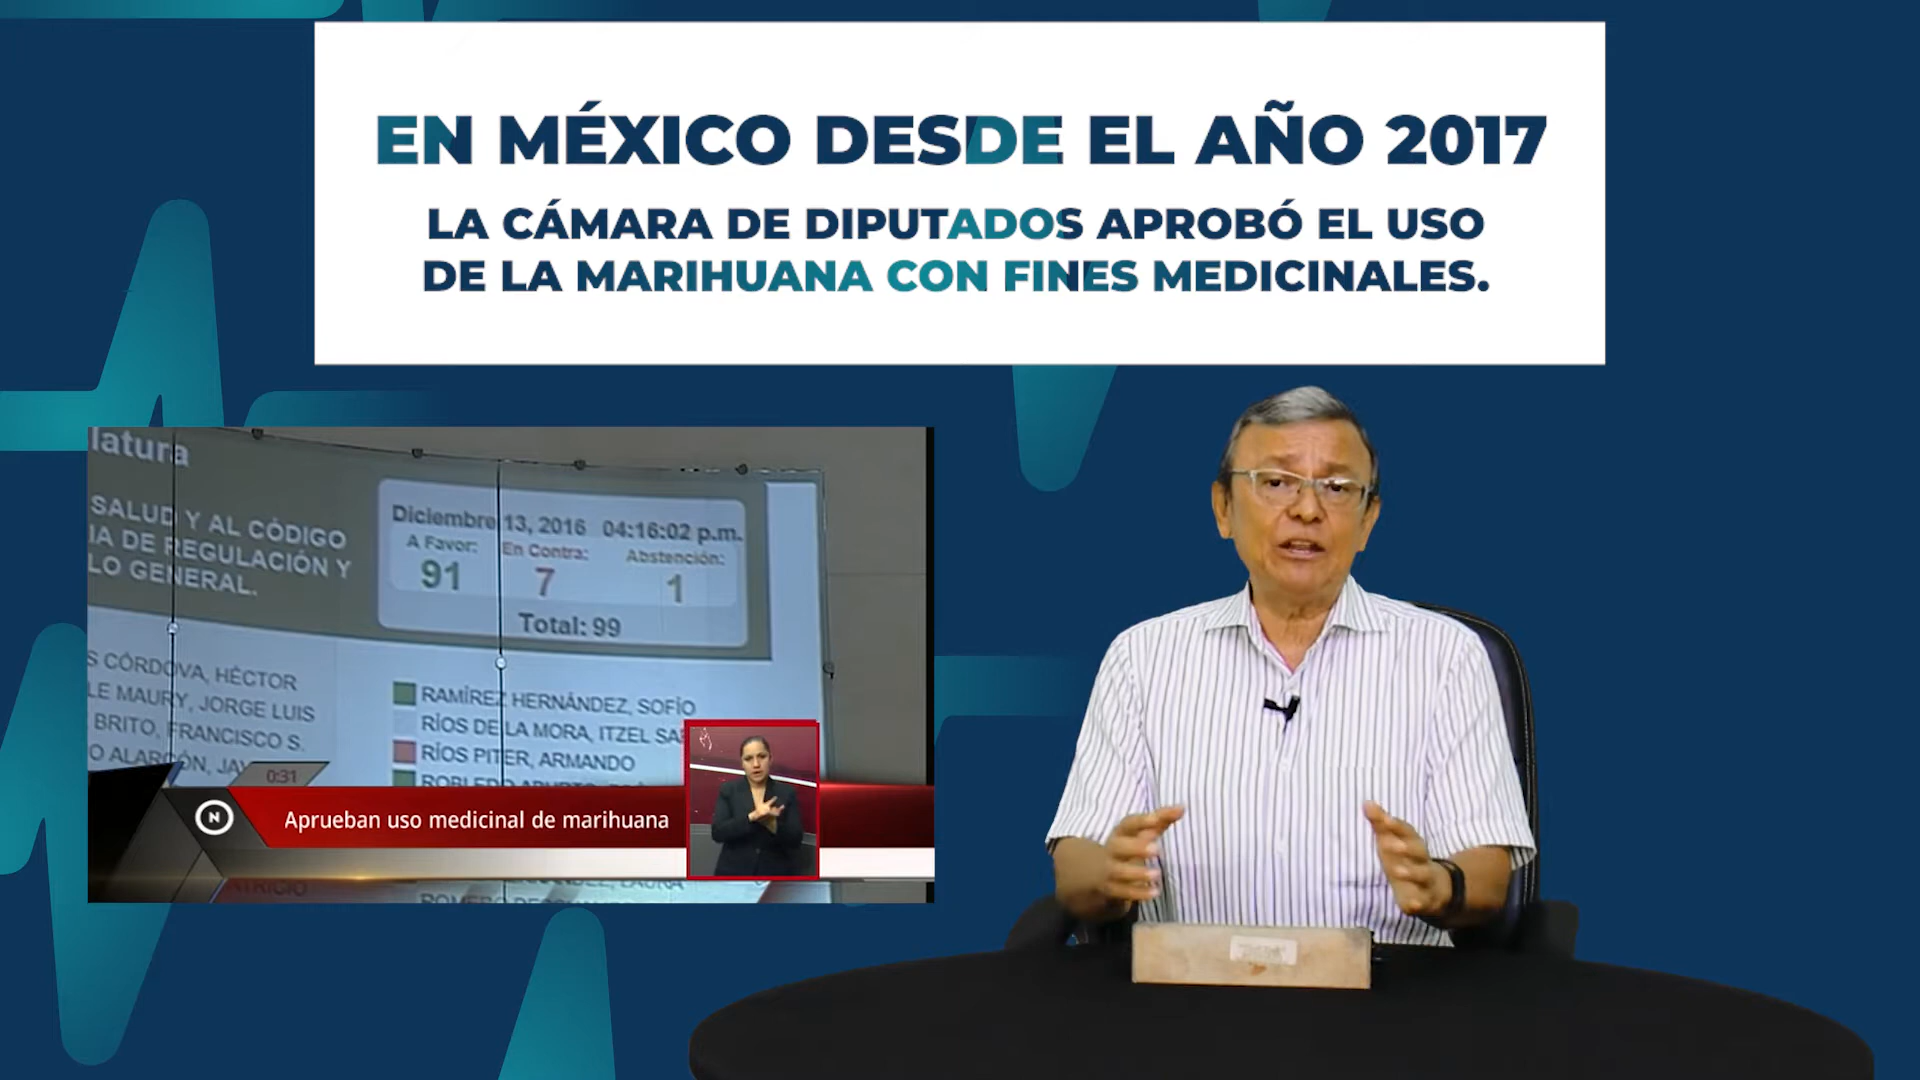 EN MÉXICO DESDE EL AÑO 2017
LA CÁMARA DE DIPUTADOS APROBÓ EL USO
DE LA MARIHUANA CON FINES MEDICINALES.
latura
SALUD Y AL CÓDIGO
IA DE REGULACIÓN Y
LO GENERAL.
Diciembre 13, 2016 04:16:02 p.m.
A Favor: En Contra: Abstención:
91 7 1
Total: 99
S CÓRDOVA, HÉCTOR
LE MAURY, JORGE LUIS
BRITO, FRANCISCO S.
O ALARCÓN, JAV
RAMÍREZ HERNÁNDEZ, SOFÍO
RÍOS DE LA MORA, ITZEL SA
RÍOS PITER, ARMANDO
0:31
N
Aprueban uso medicinal de marihuana